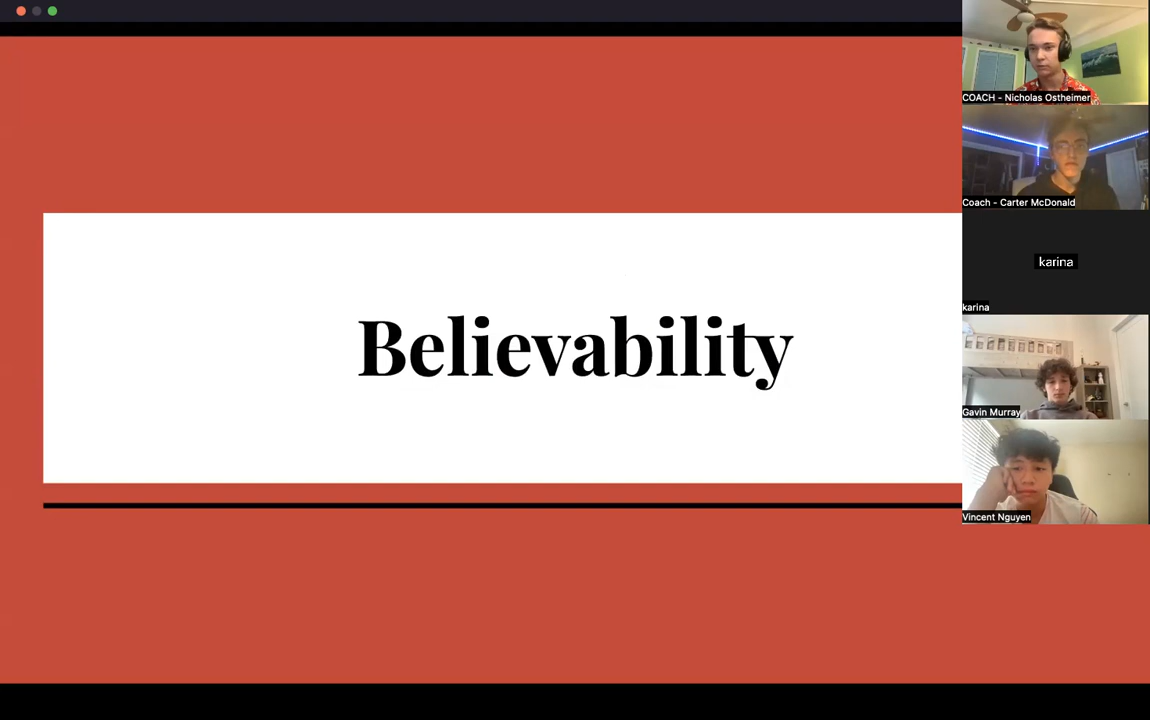 Believability
COACH - Nicholas Ostheimer
Coach - Carter McDonald
karina
karina
Gavin Murray
Vincent Nguyen